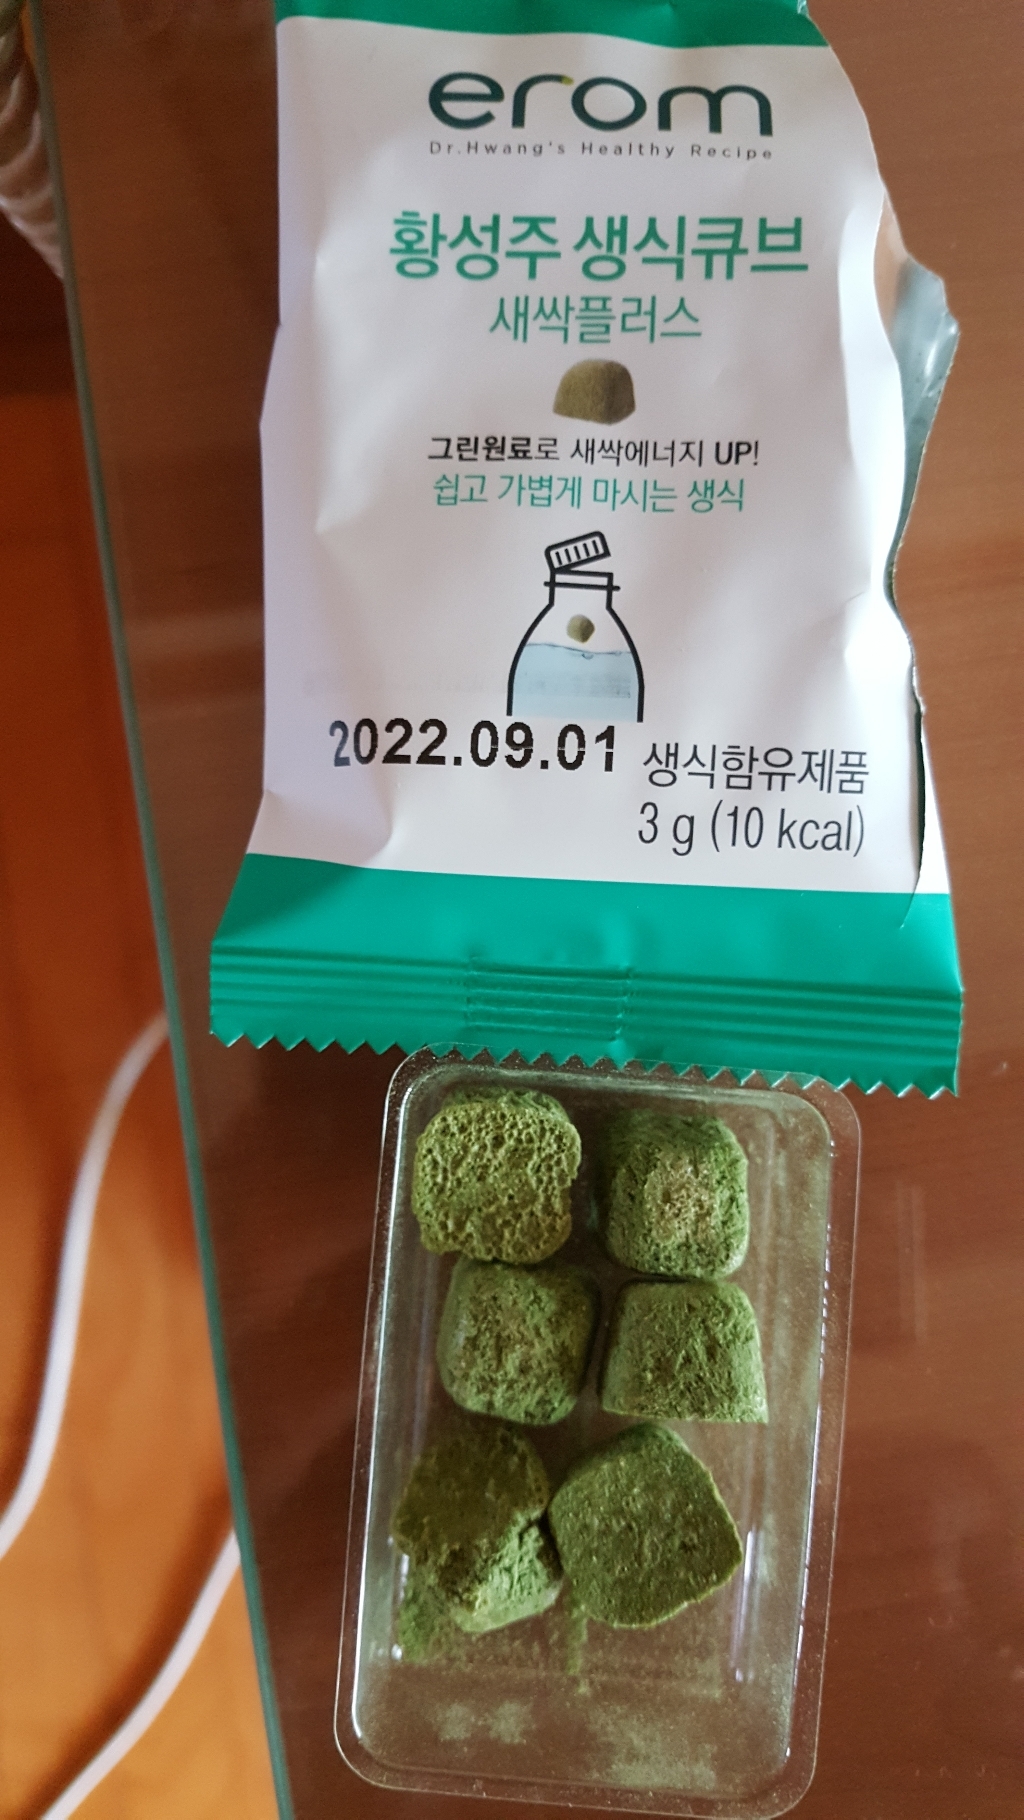 erom
Dr.Hwang's Healthy Recipe
황성주 생식큐브
새싹플러스
그린원료로 새싹에너지 UP!
쉽고 가볍게 마시는 생식
2022.09.01 생식함유제품
3 g (10 kcal)